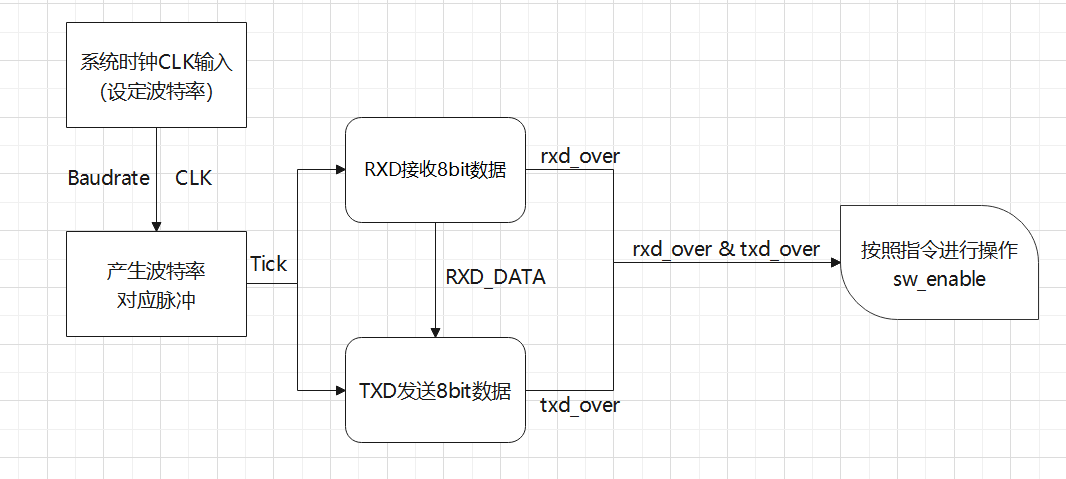 系统时钟CLK输入
(设定波特率)
Baudrate
CLK
产生波特率
对应脉冲
Tick
RXD接收8bit数据
RXD_DATA
TXD发送8bit数据
rxd_over
txd_over
rxd_over & txd_over
按照指令进行操作
sw_enable